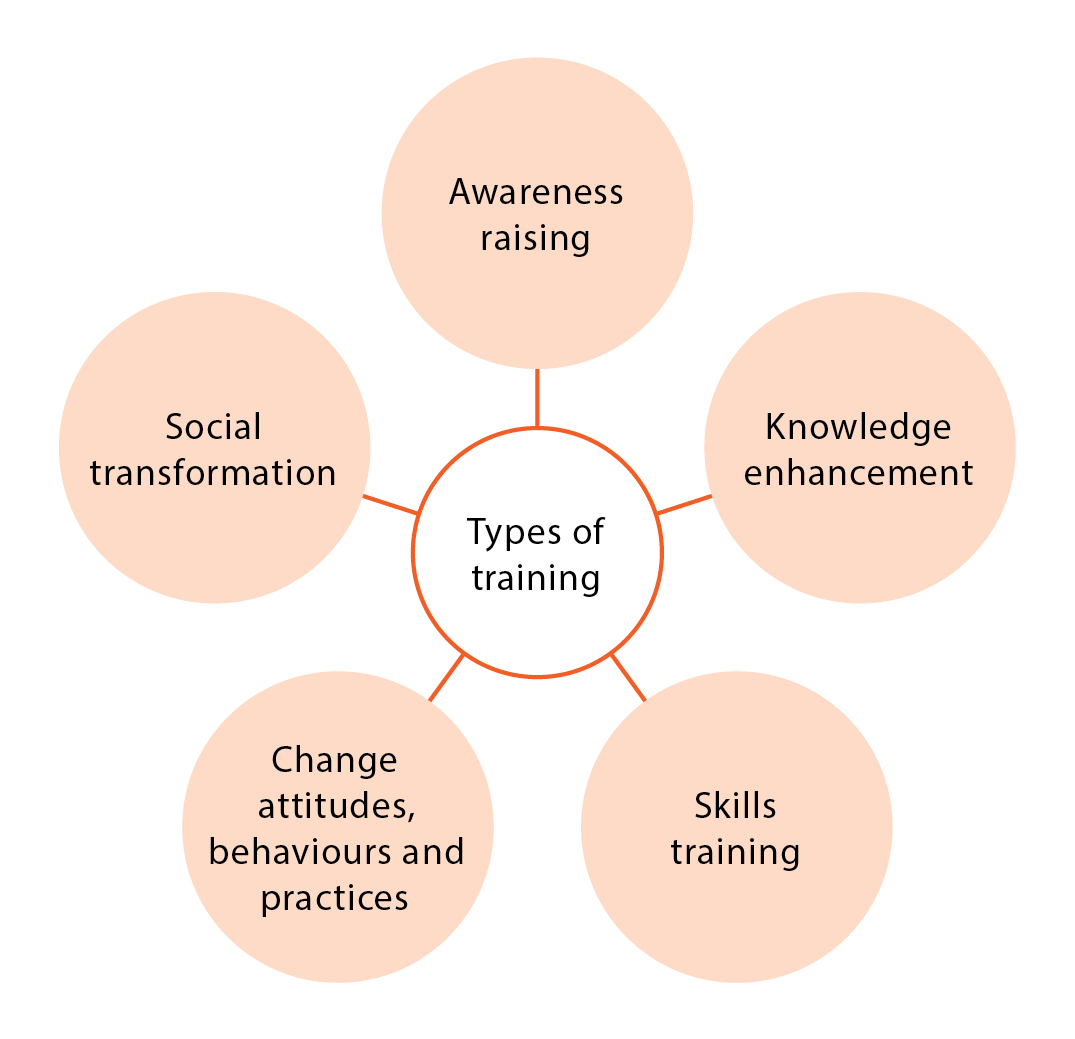 Awareness
raising
Social
transformation
Knowledge
enhancement
Types of
training
Change
attitudes,
behaviours and
practices
Skills
training